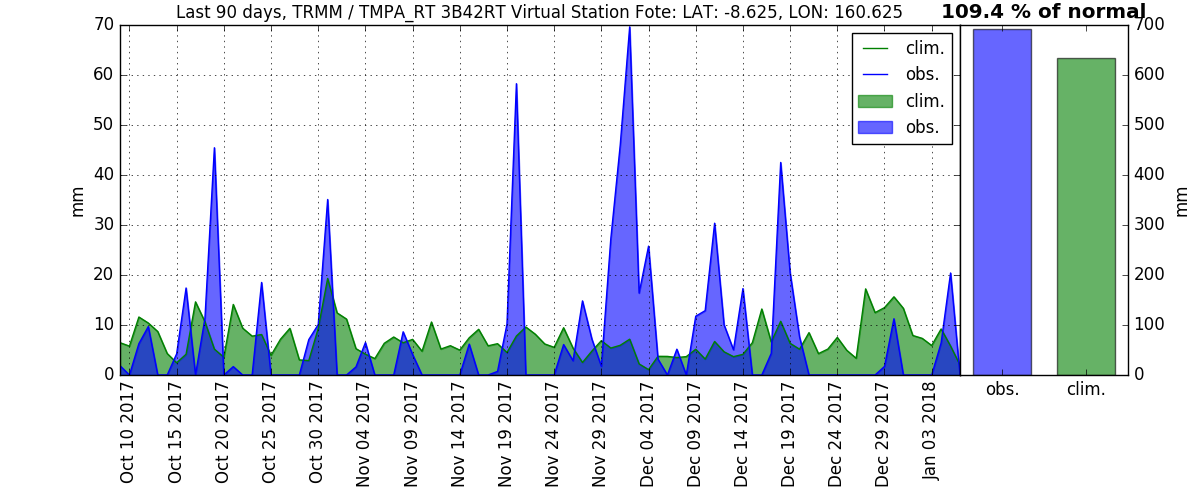 Last 90 days, TRMM / TMPA_RT 3B42RT Virtual Station Fote: LAT: -8.625, LON: 160.625
109.4 % of normal
70
60
50
40
30
20
10
0
mm
clim.
obs.
clim.
obs.
700
600
500
400
300
200
100
0
mm
Oct 10 2017
Oct 15 2017
Oct 20 2017
Oct 25 2017
Oct 30 2017
Nov 04 2017
Nov 09 2017
Nov 14 2017
Nov 19 2017
Nov 24 2017
Nov 29 2017
Dec 04 2017
Dec 09 2017
Dec 14 2017
Dec 19 2017
Dec 24 2017
Dec 29 2017
Jan 03 2018
obs.
clim.